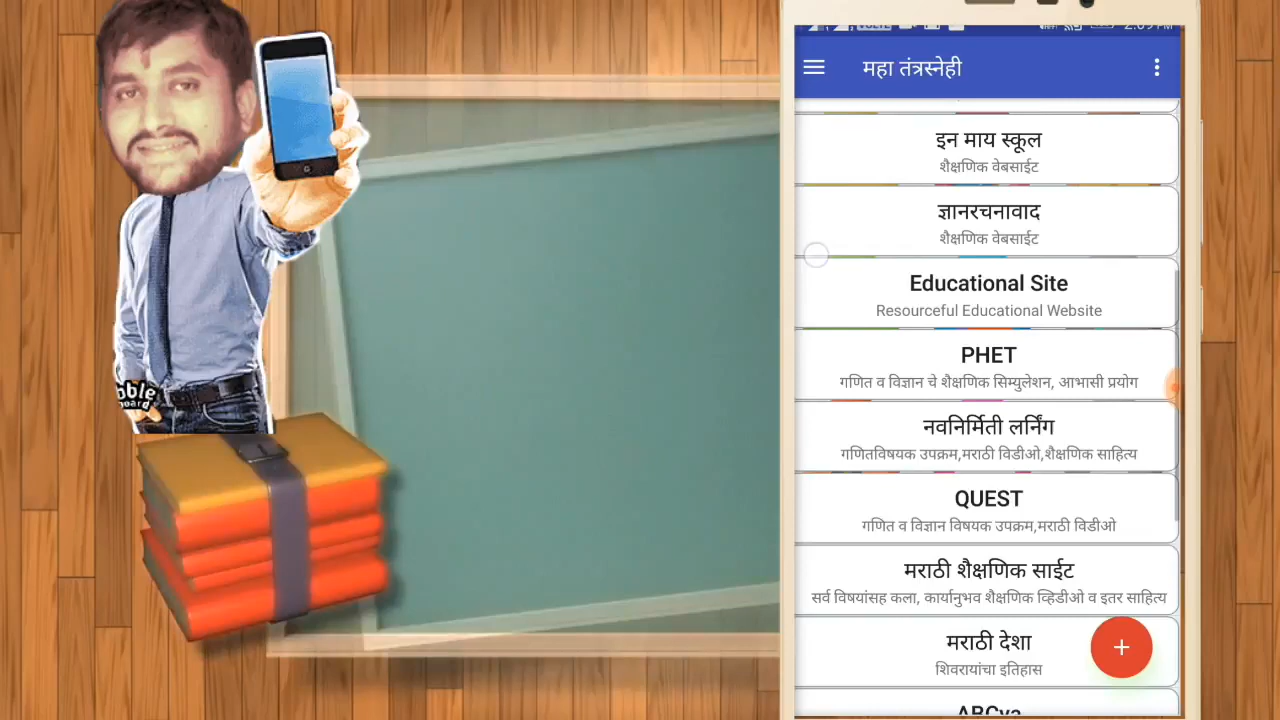 महा तंत्रस्नेही
इन माय स्कूल
शैक्षणिक वेबसाईट
ज्ञानरचनावाद
शैक्षणिक वेबसाईट
Educational Site
Resourceful Educational Website
PHET
गणित व विज्ञान चे शैक्षणिक सिम्युलेशन, आभासी प्रयोग
नवनिर्मिती लर्निंग
गणितविषयक उपक्रम,मराठी विडीओ,शैक्षणिक साहित्य
QUEST
गणित व विज्ञान विषयक उपक्रम,मराठी विडीओ
मराठी शैक्षणिक साईट
सर्व विषयांसह कला, कार्यानुभव शैक्षणिक व्हिडीओ व इतर साहित्य
मराठी देशा
शिवरायांचा इतिहास
+